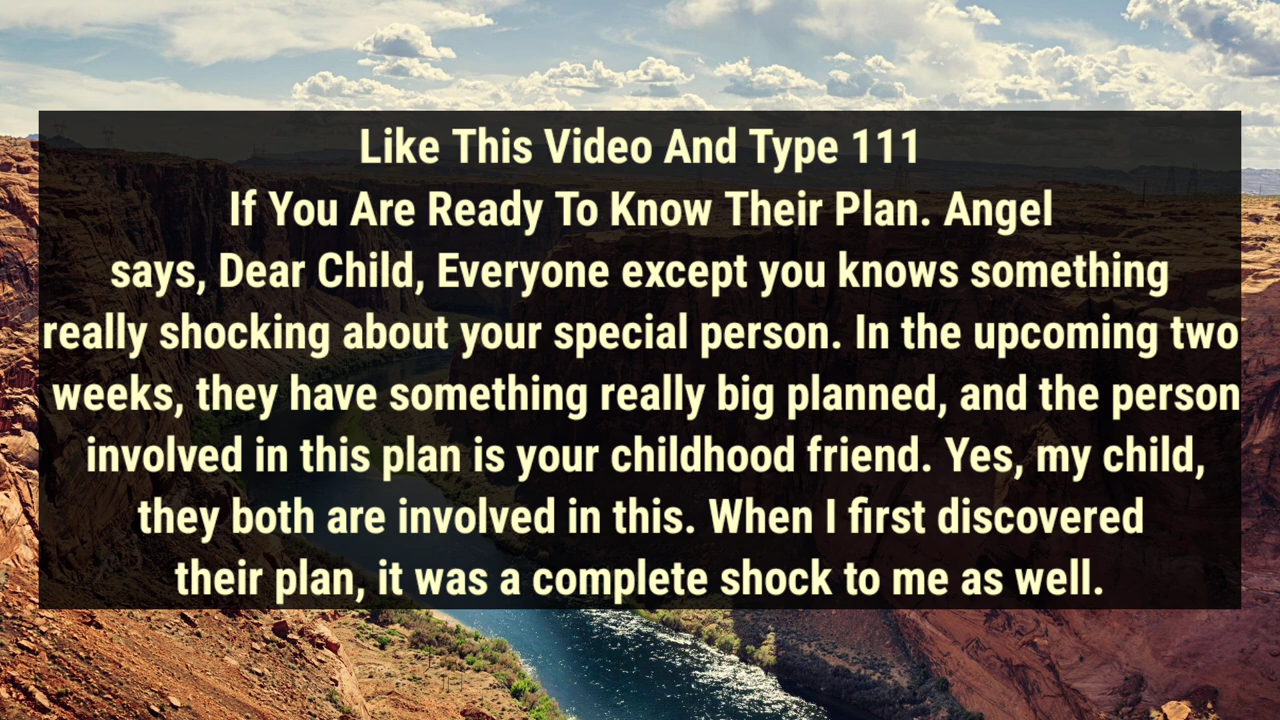 Like This Video And Type 111
If You Are Ready To Know Their Plan. Angel
says, Dear Child, Everyone except you knows something
really shocking about your special person. In the upcoming two
weeks, they have something really big planned, and the person
involved in this plan is your childhood friend. Yes, my child,
they both are involved in this. When I first discovered
their plan, it was a complete shock to me as well.